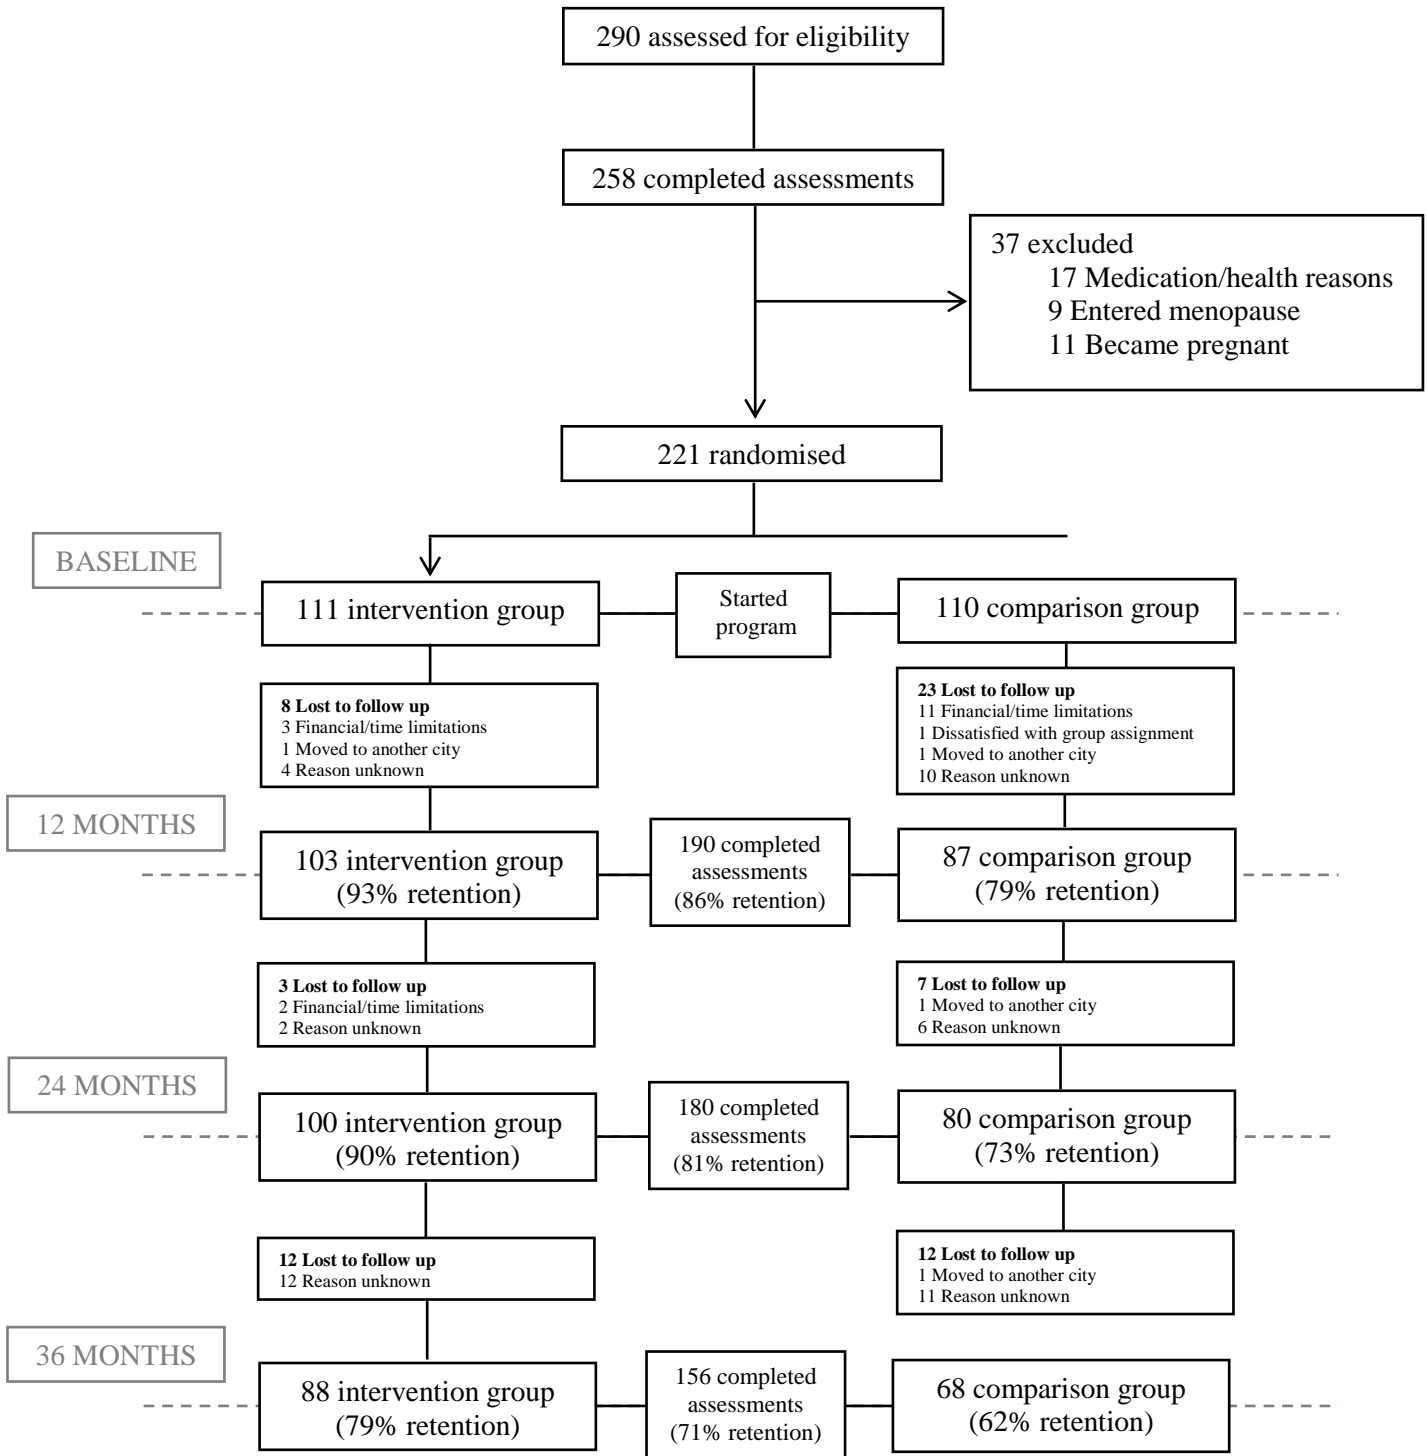 290 assessed for eligibility
258 completed assessments
37 excluded
17 Medication/health reasons
9 Entered menopause
11 Became pregnant
221 randomised
BASELINE
111 intervention group
Started
program
110 comparison group
8 Lost to follow up
3 Financial/time limitations
1 Moved to another city
4 Reason unknown
23 Lost to follow up
11 Financial/time limitations
1 Dissatisfied with group assignment
1 Moved to another city
10 Reason unknown
12 MONTHS
103 intervention group
(93% retention)
190 completed
assessments
(86% retention)
87 comparison group
(79% retention)
3 Lost to follow up
2 Financial/time limitations
2 Reason unknown
7 Lost to follow up
1 Moved to another city
6 Reason unknown
24 MONTHS
100 intervention group
(90% retention)
180 completed
assessments
(81% retention)
80 comparison group
(73% retention)
12 Lost to follow up
12 Reason unknown
12 Lost to follow up
1 Moved to another city
11 Reason unknown
36 MONTHS
88 intervention group
(79% retention)
156 completed
assessments
(71% retention)
68 comparison group
(62% retention)